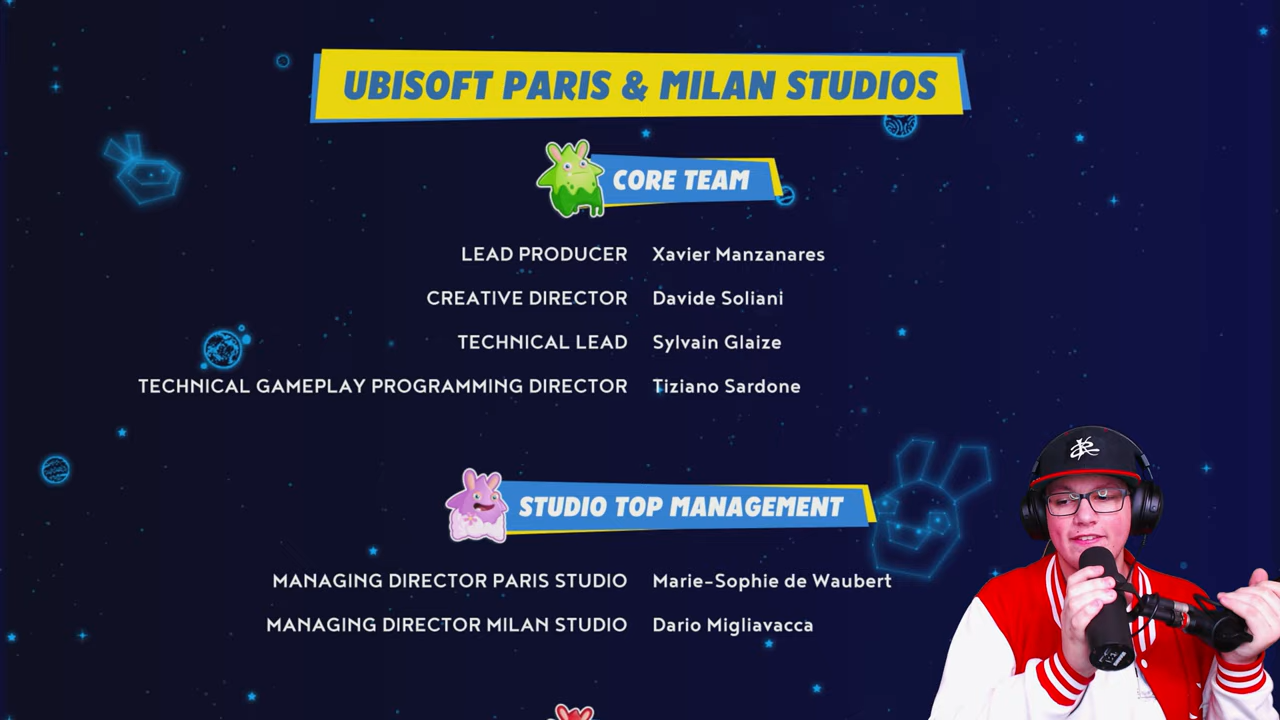 UBISOFT PARIS & MILAN STUDIOS
CORE TEAM
LEAD PRODUCER Xavier Manzanares
CREATIVE DIRECTOR Davide Soliani
TECHNICAL LEAD Sylvain Glaize
TECHNICAL GAMEPLAY PROGRAMMING DIRECTOR Tiziano Sardone
STUDIO TOP MANAGEMENT
MANAGING DIRECTOR PARIS STUDIO Marie-Sophie de Waubert
MANAGING DIRECTOR MILAN STUDIO Dario Migliavacca